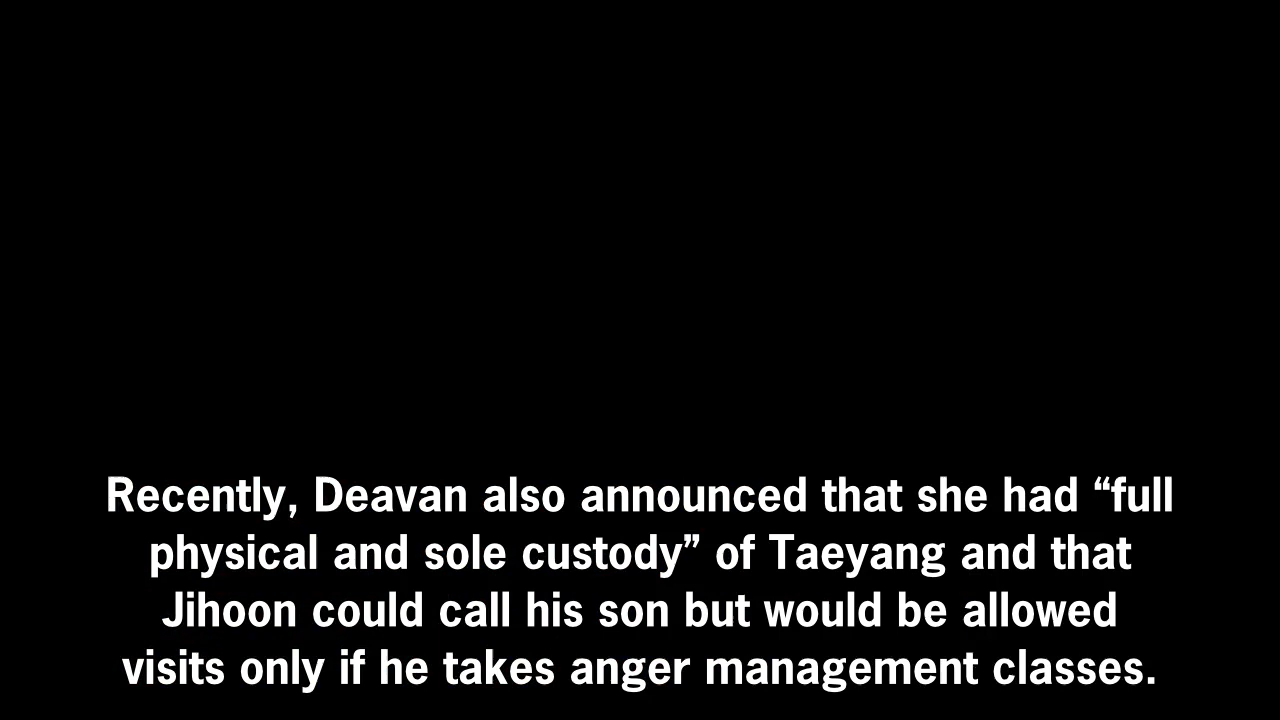 Recently, Deavan also announced that she had “full
physical and sole custody” of Taeyang and that
Jihoon could call his son but would be allowed
visits only if he takes anger management classes.